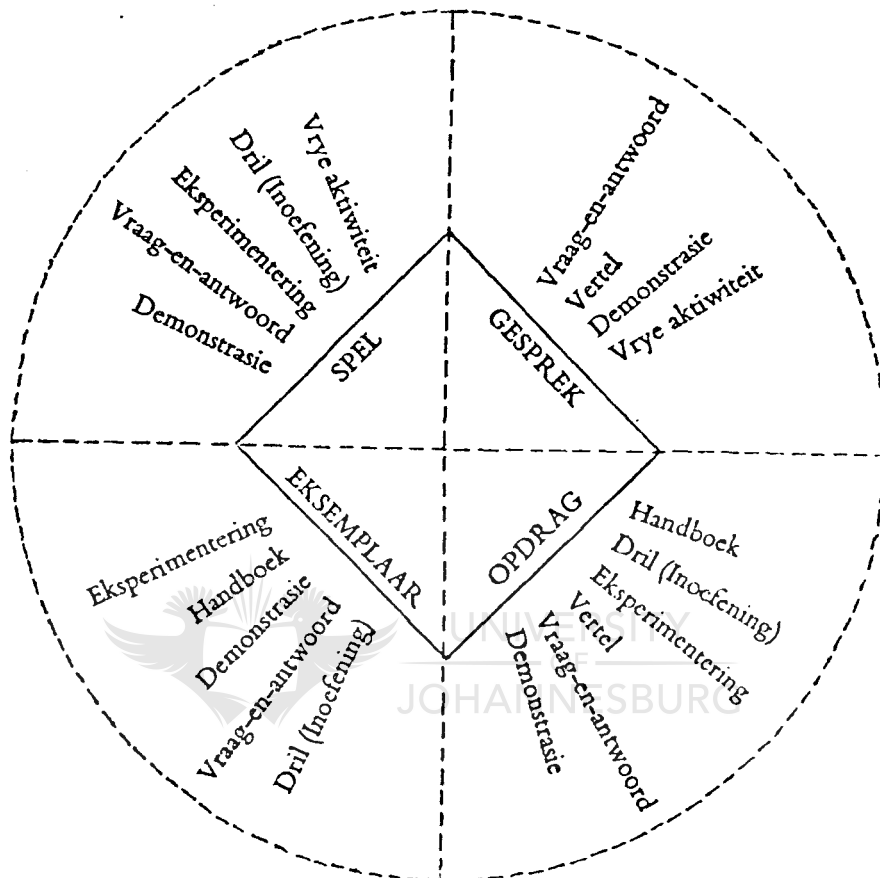 Vrye aktiwiteit
Dril (Inoefening)
Eksperimentering
Vraag-en-antwoord
Demonstrasie
SPEL
Vraag-en-antwoord
Vertel
Demonstrasie
Vrye aktiwiteit
GESPREK
EKSEMPLAAR
Eksperimentering
Handboek
Demonstrasie
Vraag-en-antwoord
Dril (Inoefening)
OPDRAG
Handboek
Dril (Inoefening)
Eksperimentering
Vertel
Vraag-en-antwoord
Demonstrasie
UNIVERSITY
OF
JOHANNESBURG